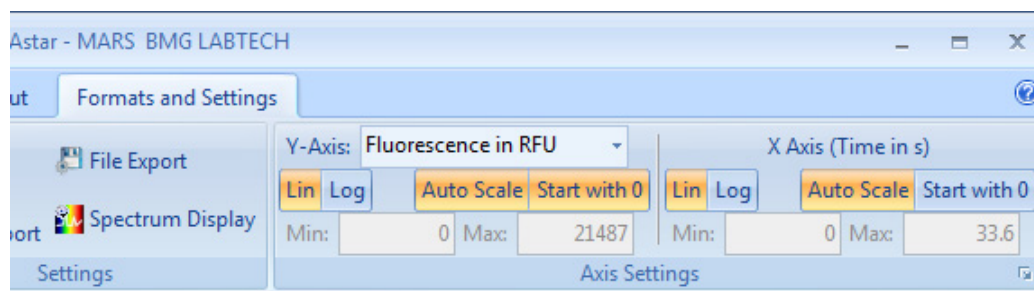 Astar - MARS BMG LABTECH
ut Formats and Settings
File Export
Spectrum Display
ort
Settings
Y-Axis: Fluorescence in RFU
Lin Log Auto Scale Start with 0
Min: 0 Max: 21487
X Axis (Time in s)
Lin Log Auto Scale Start with 0
Min: 0 Max: 33.6
Axis Settings